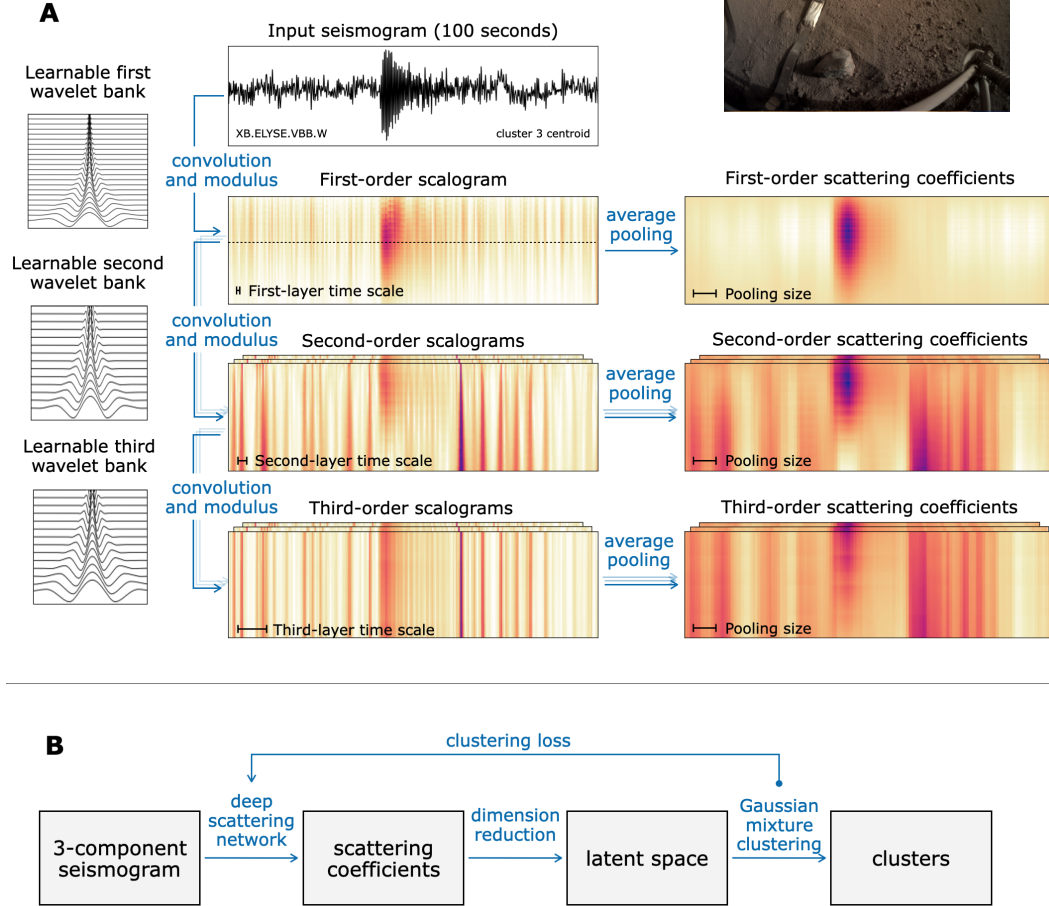 A
Input seismogram (100 seconds)
Learnable first
wavelet bank
XB.ELYSE.VBB.W
cluster 3 centroid
convolution
and modulus
First-order scalogram
First-order scattering coefficients
average
pooling
First-layer time scale
Pooling size
Learnable second
wavelet bank
convolution
and modulus
Second-order scalograms
Second-order scattering coefficients
average
pooling
Second-layer time scale
Pooling size
Learnable third
wavelet bank
convolution
and modulus
Third-order scalograms
Third-order scattering coefficients
average
pooling
Third-layer time scale
Pooling size
B
clustering loss
3-component
seismogram
deep
scattering
network
scattering
coefficients
dimension
reduction
latent space
Gaussian
mixture
clustering
clusters